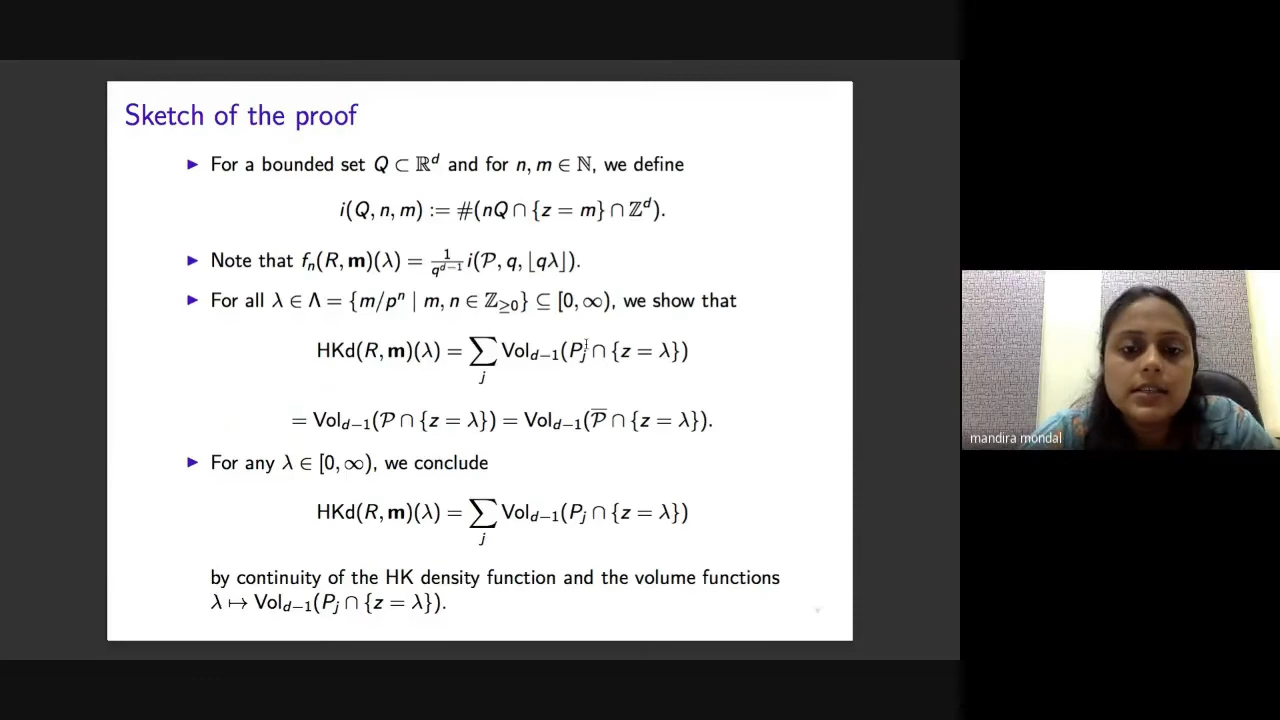 Sketch of the proof
▶ For a bounded set Q ⊂ ℝ^d and for n, m ∈ ℕ, we define
i(Q, n, m) := #(nQ ∩ {z = m} ∩ ℤ^d).
▶ Note that f_n(R, 𝐦)(λ) = 1/q^{d−1} i(𝒫, q, ⌊qλ⌋).
▶ For all λ ∈ Λ = {m/p^n | m, n ∈ ℤ_{≥0}} ⊆ [0, ∞), we show that
HKd(R, 𝐦)(λ) = ∑_j Vol_{d−1}(P_j ∩ {z = λ})
= Vol_{d−1}(𝒫 ∩ {z = λ}) = Vol_{d−1}(\overline{𝒫} ∩ {z = λ}).
▶ For any λ ∈ [0, ∞), we conclude
HKd(R, 𝐦)(λ) = ∑_j Vol_{d−1}(P_j ∩ {z = λ})
by continuity of the HK density function and the volume functions
λ ↦ Vol_{d−1}(P_j ∩ {z = λ}).
mandira mondal